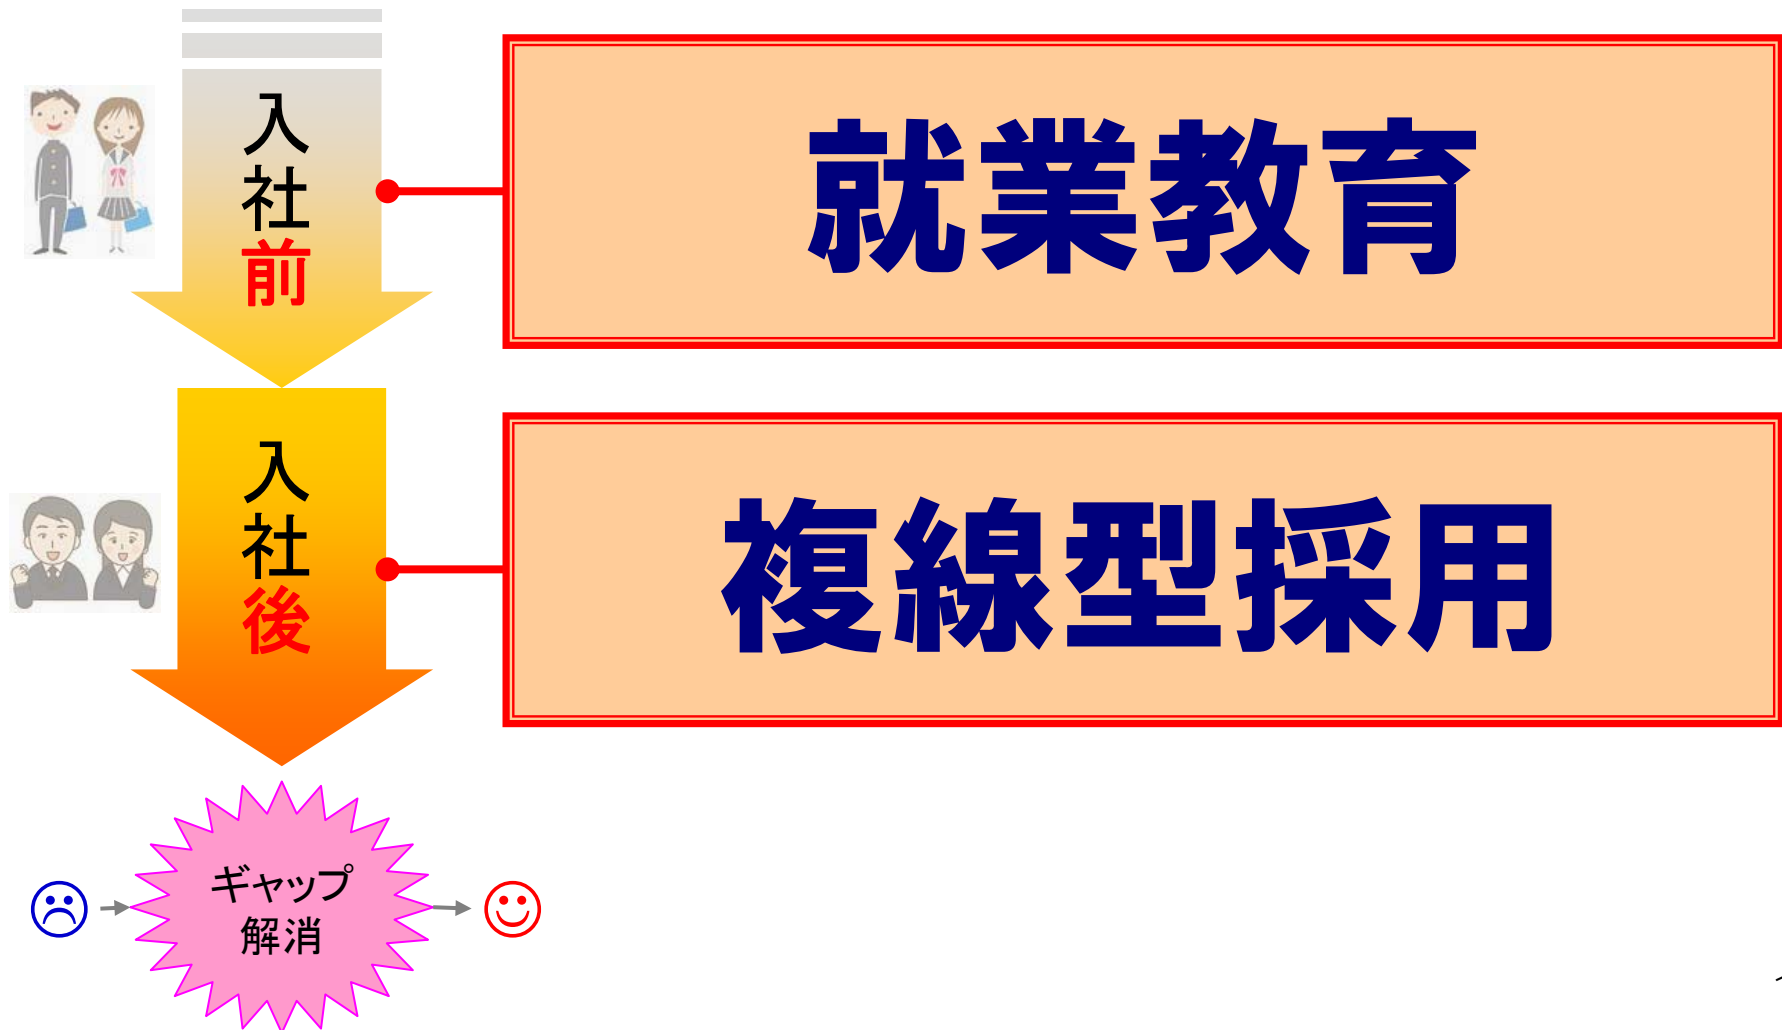 入社前
就業教育
入社後
複線型採用
ギャップ
解消